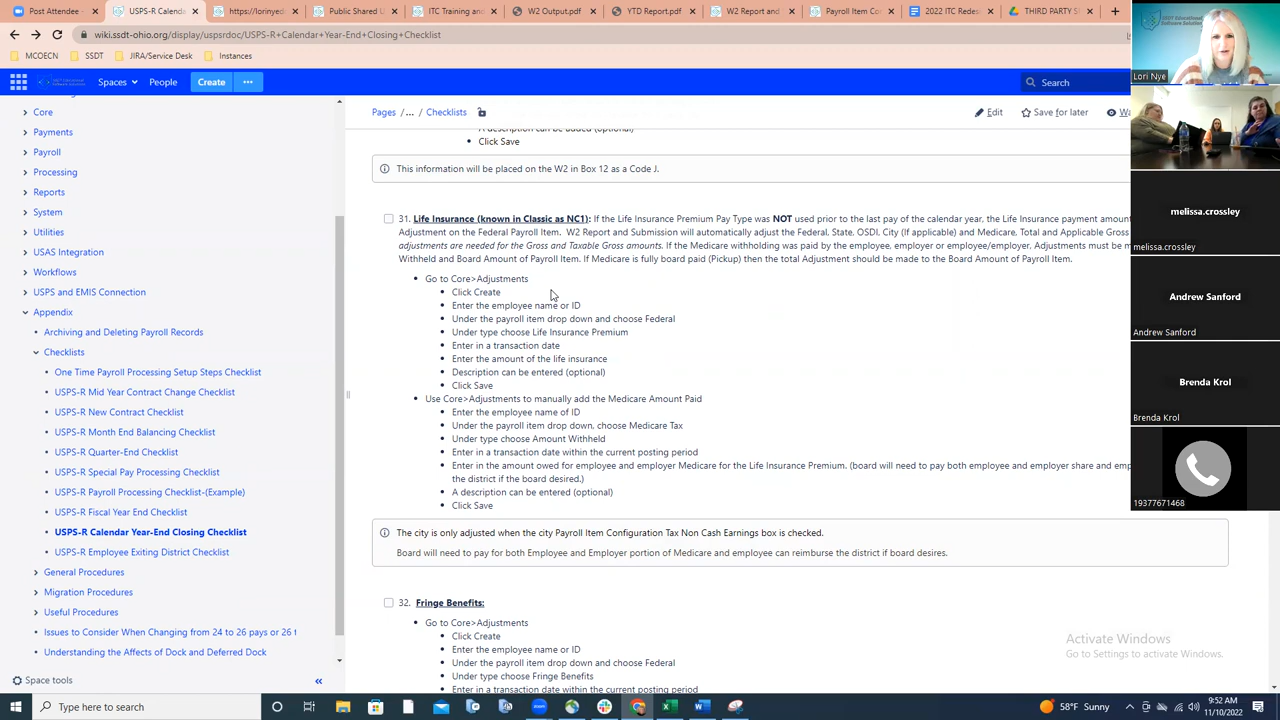 USPS-R Calend
https://lorinyed
Public Shared U
ITC Training an
W2 Output.pdf
YTD Report.pdf
W2 Report and
Payroll Item Co
2022 ITC Redes
THIRD PARTY S
wiki.ssdt-ohio.org/display/uspsrdoc/USPS-R+Calendar+Year-End+Closing+Checklist
MCOECN
SSDT
JIRA/Service Desk
Instances
Spaces
People
Create
Search
Core
Payments
Payroll
Processing
Reports
System
Utilities
USAS Integration
Workflows
USPS and EMIS Connection
Appendix
Archiving and Deleting Payroll Records
Checklists
One Time Payroll Processing Setup Steps Checklist
USPS-R Mid Year Contract Change Checklist
USPS-R New Contract Checklist
USPS-R Month End Balancing Checklist
USPS-R Quarter-End Checklist
USPS-R Special Pay Processing Checklist
USPS-R Payroll Processing Checklist-(Example)
USPS-R Fiscal Year End Checklist
USPS-R Calendar Year-End Closing Checklist
USPS-R Employee Exiting District Checklist
General Procedures
Migration Procedures
Useful Procedures
Issues to Consider When Changing from 24 to 26 pays or 26 t
Understanding the Affects of Dock and Deferred Dock
Space tools
Pages /... / Checklists
Edit
Save for later
Wa
A description can be added (optional)
Click Save
This information will be placed on the W2 in Box 12 as a Code J.
31. Life Insurance (known in Classic as NC1): If the Life Insurance Premium Pay Type was NOT used prior to the last pay of the calendar year, the Life Insurance payment amount
Adjustment on the Federal Payroll Item. W2 Report and Submission will automatically adjust the Federal, State, OSDI, City (If applicable) and Medicare, Total and Applicable Gross
adjustments are needed for the Gross and Taxable Gross amounts. If the Medicare withholding is paid by the employee, employer or employee/employer. Adjustments must be m
Withheld and Board Amount of Payroll Item. If Medicare is fully board paid (Pickup) then the total Adjustment should be made to the Board Amount of Payroll Item.
Go to Core>Adjustments
Click Create
Enter the employee name or ID
Under the payroll item drop down and choose Federal
Under type choose Life Insurance Premium
Enter in a transaction date
Enter the amount of the life insurance
Description can be entered (optional)
Click Save
Use Core>Adjustments to manually add the Medicare Amount Paid
Enter the employee name of ID
Under the payroll item drop down, choose Medicare Tax
Under type choose Amount Withheld
Enter in a transaction date within the current posting period
Enter in the amount owed for employee and employer Medicare for the Life Insurance Premium. (board will need to pay both employee and employer share and emp
the district if the board desired.)
A description can be entered (optional)
Click Save
The city is only adjusted when the city Payroll Item Configuration Tax Non Cash Earnings box is checked.
Board will need to pay for both Employee and Employer portion of Medicare and employee can reimburse the district if board desires.
32. Fringe Benefits:
Go to Core>Adjustments
Click Create
Enter the employee name or ID
Under the payroll item drop down and choose Federal
Under type choose Fringe Benefits
Enter in a transaction date within the current posting period
Lori Nye
melissa.crossley
melissa.crossley
Andrew Sanford
Andrew Sanford
Brenda Krol
Brenda Krol
19377671468
Activate Windows
Go to Settings to activate Windows.
Type here to search
58°F Sunny
9:52 AM
11/10/2022